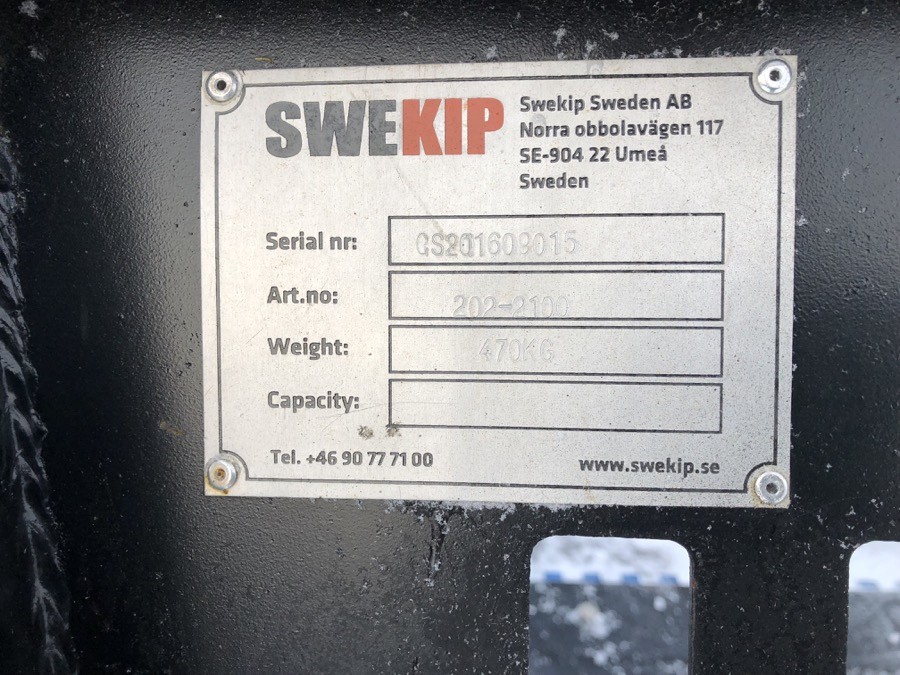 SWEKIP
Swekip Sweden AB
Norra obbolavägen 117
SE-904 22 Umeå
Sweden
Serial nr:
Art.no: 202-2100
Weight: 470KG
Capacity:
Tel. +46 90 77 71 00
www.swekip.se